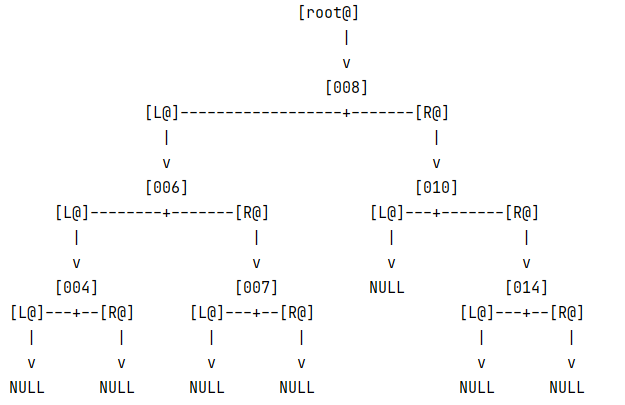 [root@]
|
v
[008]
[L@]------------------+-------[R@]
| |
v v
[006] [010]
[L@]--------+-------[R@] [L@]---+-------[R@]
| | | |
v v v v
[004] [007] NULL [014]
[L@]---+--[R@] [L@]---+--[R@] [L@]---+--[R@]
| | | | | |
v v v v v v
NULL NULL NULL NULL NULL NULL